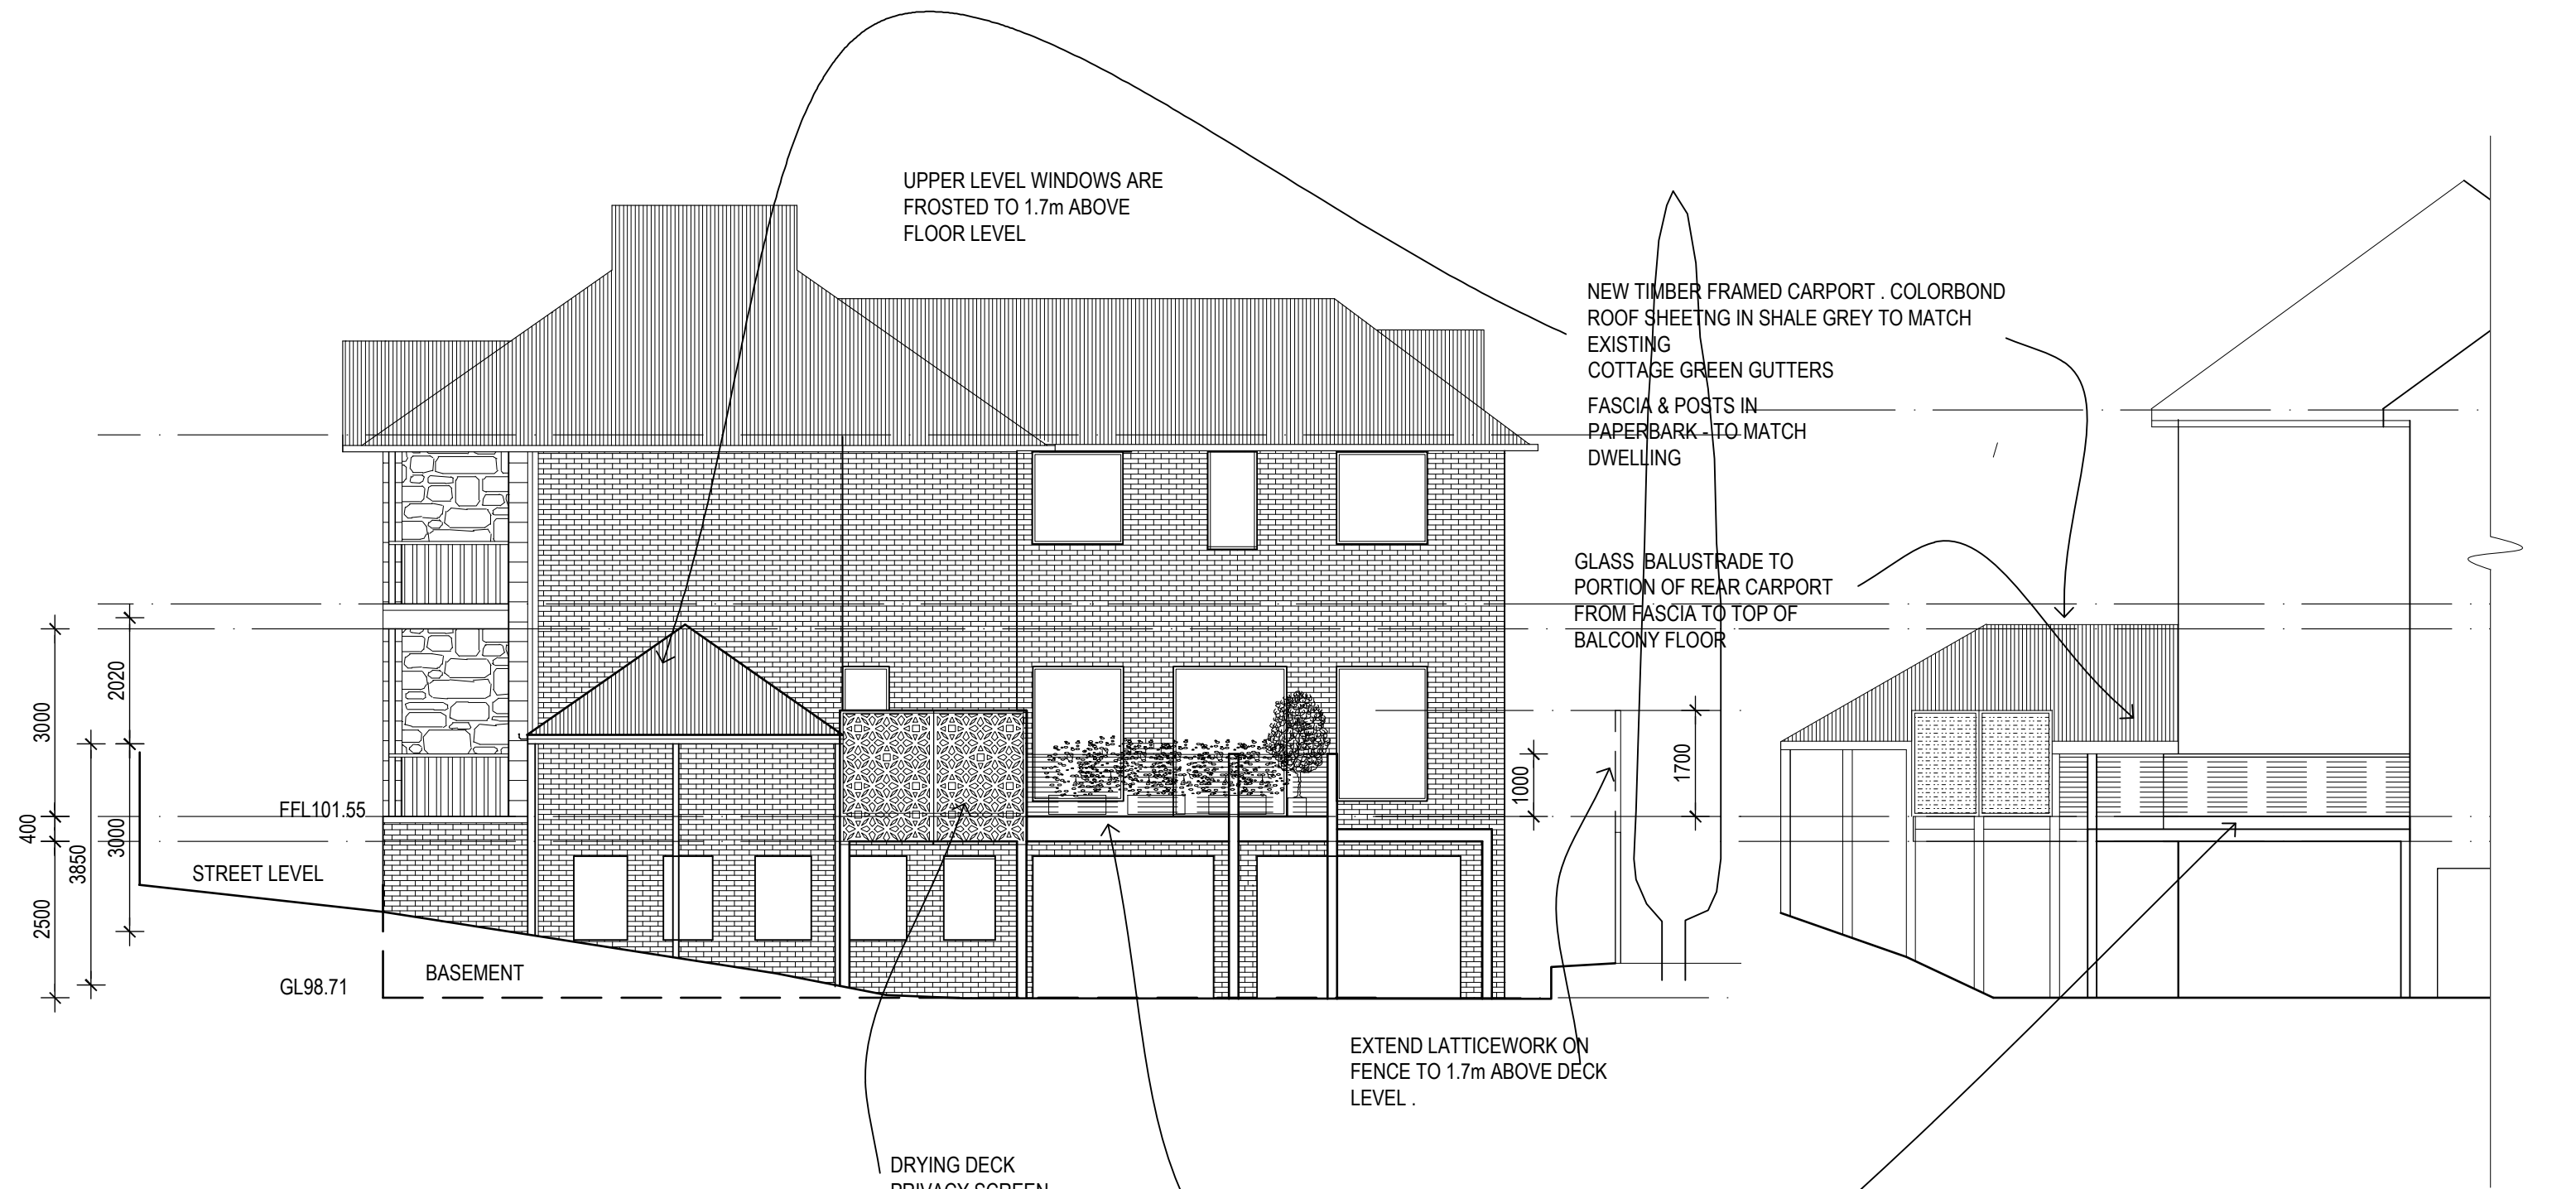 UPPER LEVEL WINDOWS ARE
FROSTED TO 1.7m ABOVE
FLOOR LEVEL
NEW TIMBER FRAMED CARPORT . COLORBOND
ROOF SHEETNG IN SHALE GREY TO MATCH
EXISTING
COTTAGE GREEN GUTTERS
FASCIA & POSTS IN
PAPERBARK - TO MATCH
DWELLING
GLASS BALUSTRADE TO
PORTION OF REAR CARPORT
FROM FASCIA TO TOP OF
BALCONY FLOOR
2020
3000
1700
1000
FFL101.55
400
3850
3000
STREET LEVEL
2500
BASEMENT
GL98.71
EXTEND LATTICEWORK ON
FENCE TO 1.7m ABOVE DECK
LEVEL .
DRYING DECK
PRIVACY SCREEN